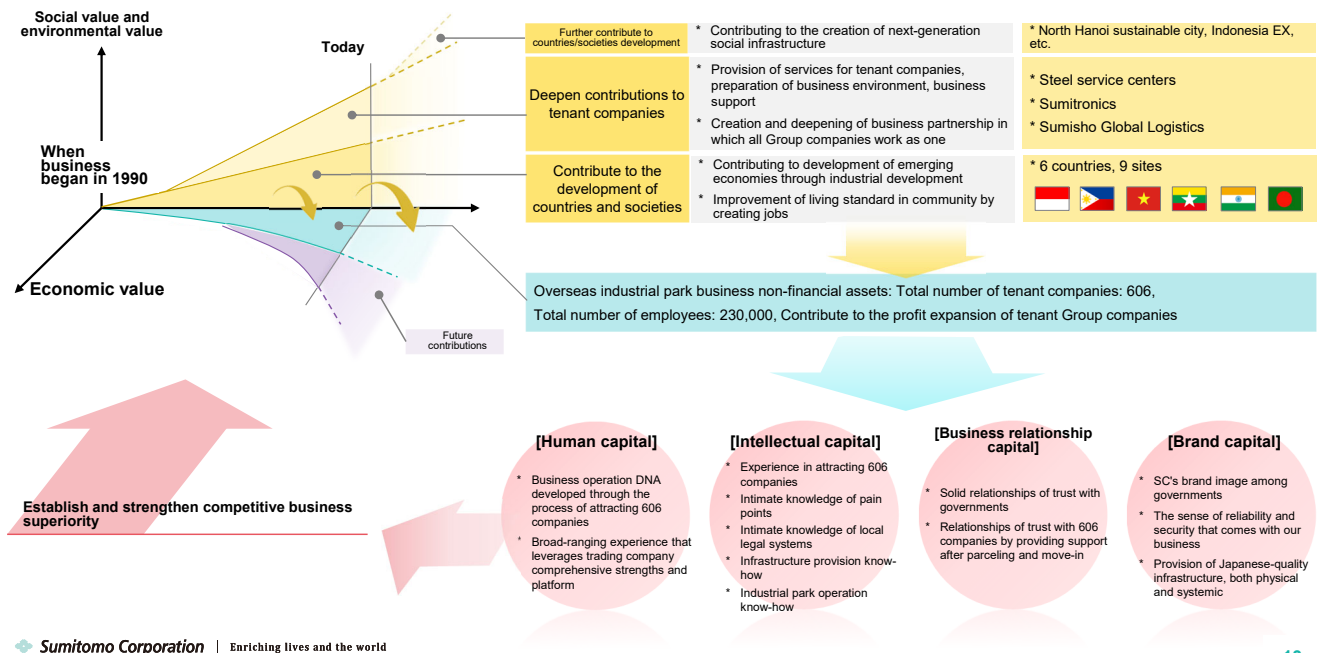 Social value and
environmental value
Today
When
business
began in 1990
Economic value
Future
contributions
Further contribute to
countries/societies development
* Contributing to the creation of next-generation
social infrastructure
* North Hanoi sustainable city, Indonesia EX,
etc.
Deepen contributions to
tenant companies
* Provision of services for tenant companies,
preparation of business environment, business
support
* Creation and deepening of business partnership in
which all Group companies work as one
* Steel service centers
* Sumitronics
* Sumisho Global Logistics
Contribute to the
development of
countries and societies
* Contributing to development of emerging
economies through industrial development
* Improvement of living standard in community by
creating jobs
* 6 countries, 9 sites
Overseas industrial park business non-financial assets: Total number of tenant companies: 606,
Total number of employees: 230,000, Contribute to the profit expansion of tenant Group companies
[Human capital]
* Business operation DNA
developed through the
process of attracting 606
companies
* Broad-ranging experience that
leverages trading company
comprehensive strengths and
platform
[Intellectual capital]
* Experience in attracting 606
companies
* Intimate knowledge of pain
points
* Intimate knowledge of local
legal systems
* Infrastructure provision know-
how
* Industrial park operation
know-how
[Business relationship
capital]
* Solid relationships of trust with
governments
* Relationships of trust with 606
companies by providing support
after parceling and move-in
[Brand capital]
* SC's brand image among
governments
* The sense of reliability and
security that comes with our
business
* Provision of Japanese-quality
infrastructure, both physical
and systemic
Establish and strengthen competitive business
superiority
Sumitomo Corporation | Enriching lives and the world